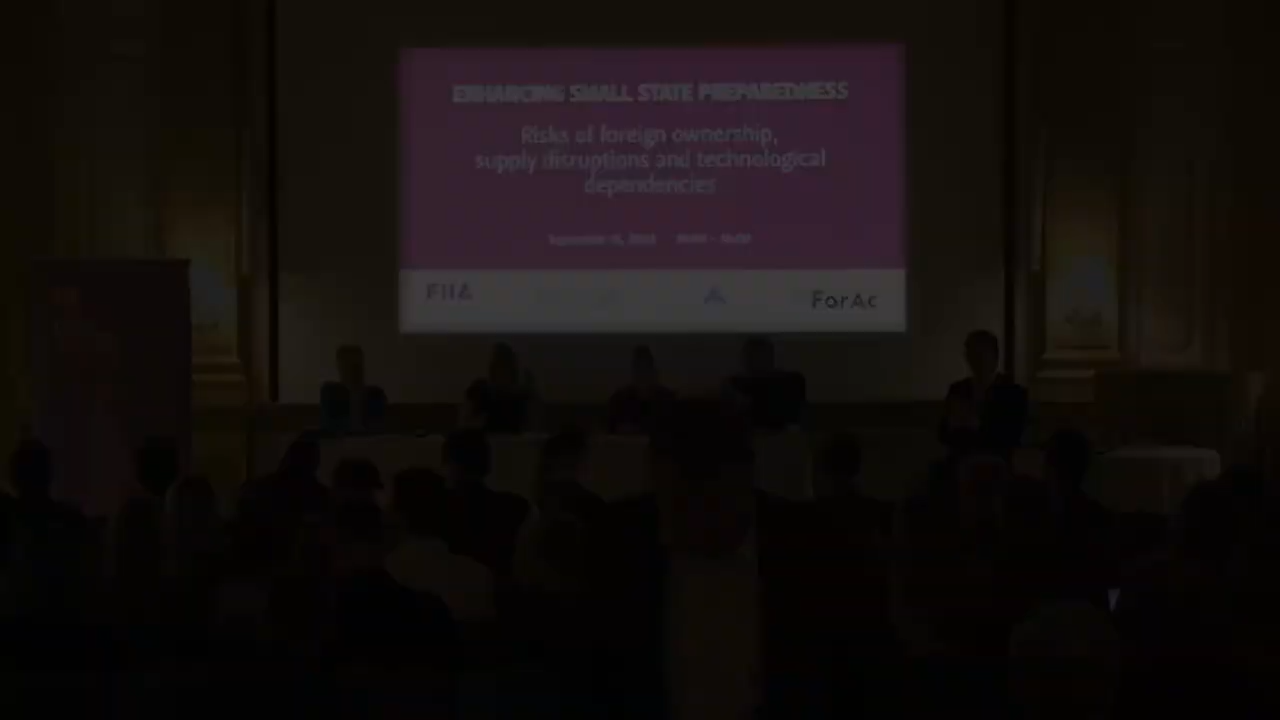 ENHANCING SMALL STATE PREPAREDNESS
Risks of foreign ownership,
supply disruptions and technological
dependencies
FIIA
ForAc